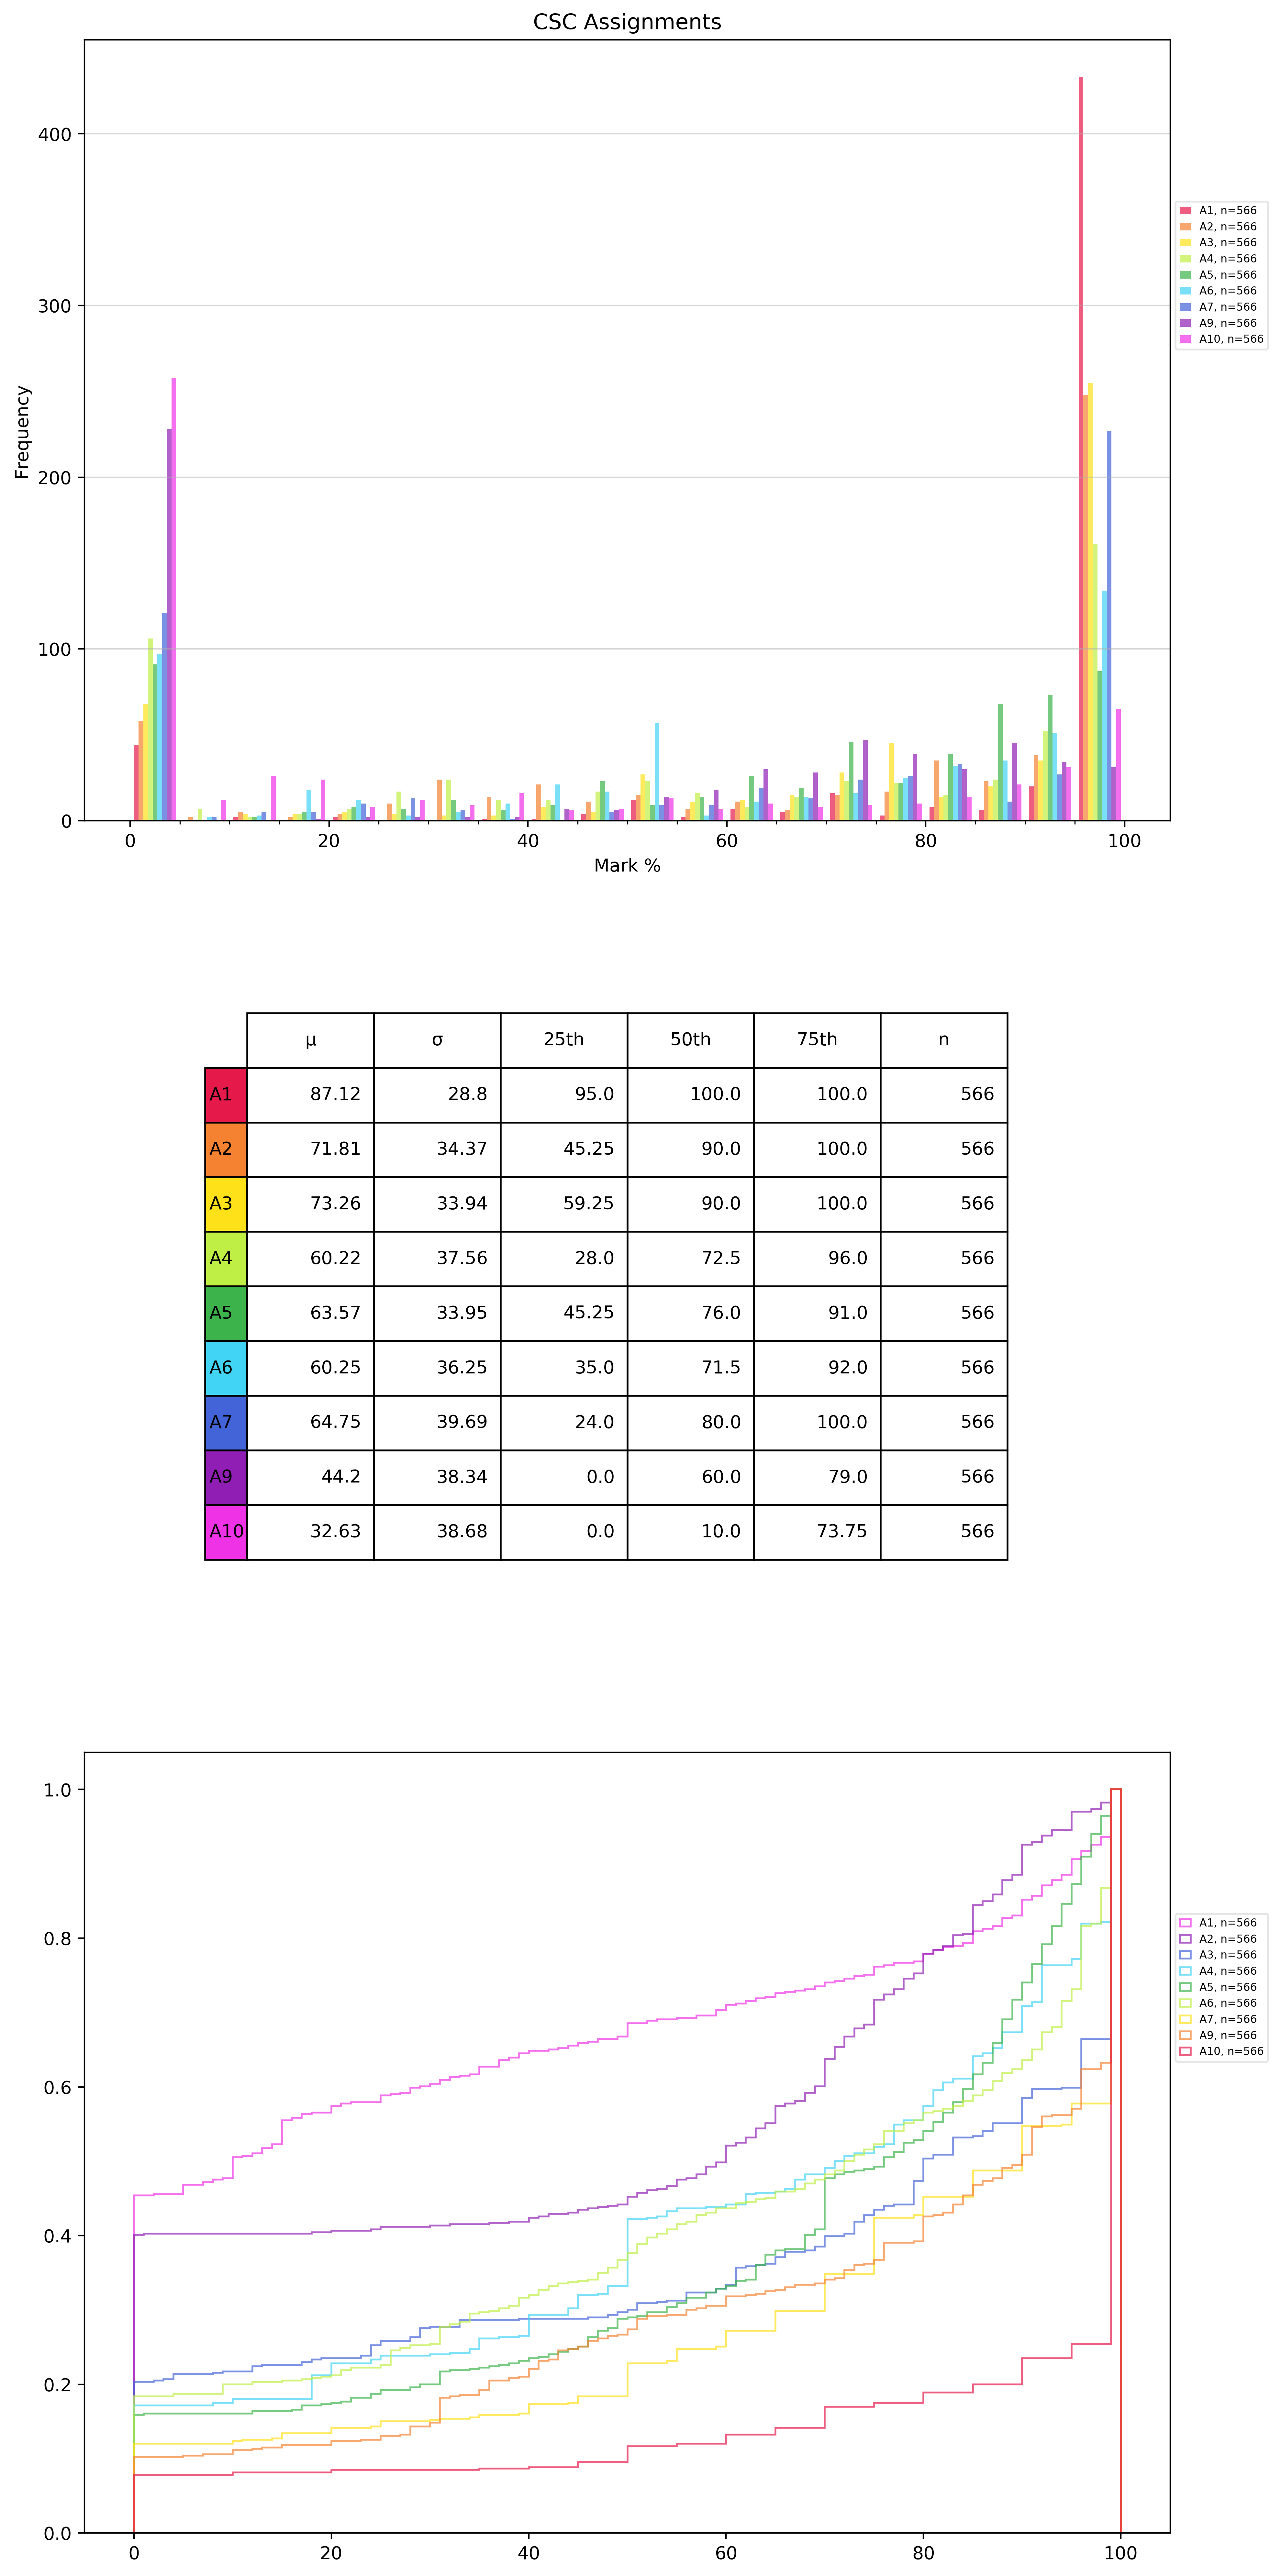 CSC Assignments
400
300
200
100
0
Frequency
0 20 40 60 80 100
Mark %
A1, n=566
A2, n=566
A3, n=566
A4, n=566
A5, n=566
A6, n=566
A7, n=566
A9, n=566
A10, n=566
μ σ 25th 50th 75th n
A1 87.12 28.8 95.0 100.0 100.0 566
A2 71.81 34.37 45.25 90.0 100.0 566
A3 73.26 33.94 59.25 90.0 100.0 566
A4 60.22 37.56 28.0 72.5 96.0 566
A5 63.57 33.95 45.25 76.0 91.0 566
A6 60.25 36.25 35.0 71.5 92.0 566
A7 64.75 39.69 24.0 80.0 100.0 566
A9 44.2 38.34 0.0 60.0 79.0 566
A10 32.63 38.68 0.0 10.0 73.75 566
1.0
0.8
0.6
0.4
0.2
0.0
0 20 40 60 80 100
A1, n=566
A2, n=566
A3, n=566
A4, n=566
A5, n=566
A6, n=566
A7, n=566
A9, n=566
A10, n=566